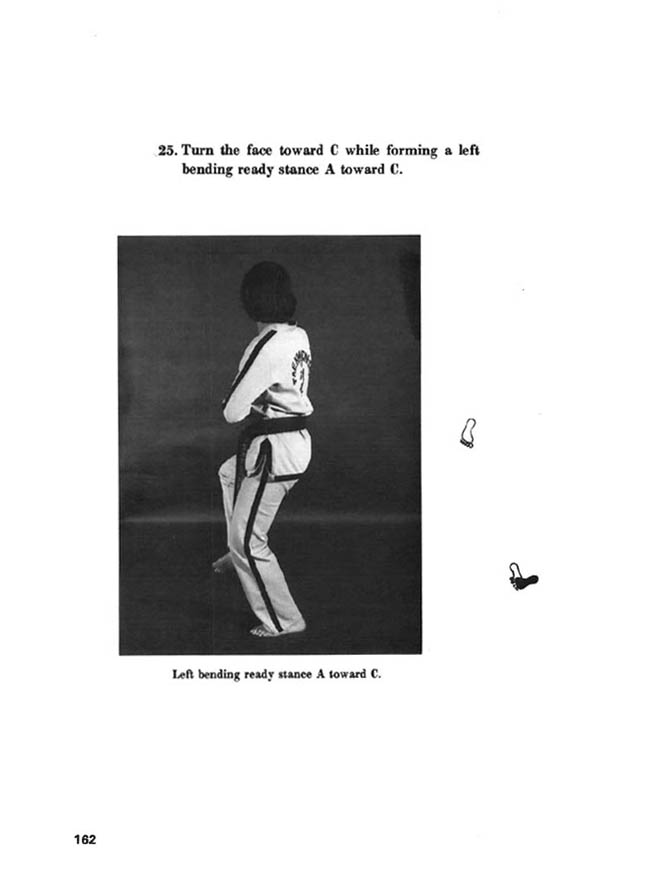 25. Turn the face toward C while forming a left
bending ready stance A toward C.
Left bending ready stance A toward C.
162